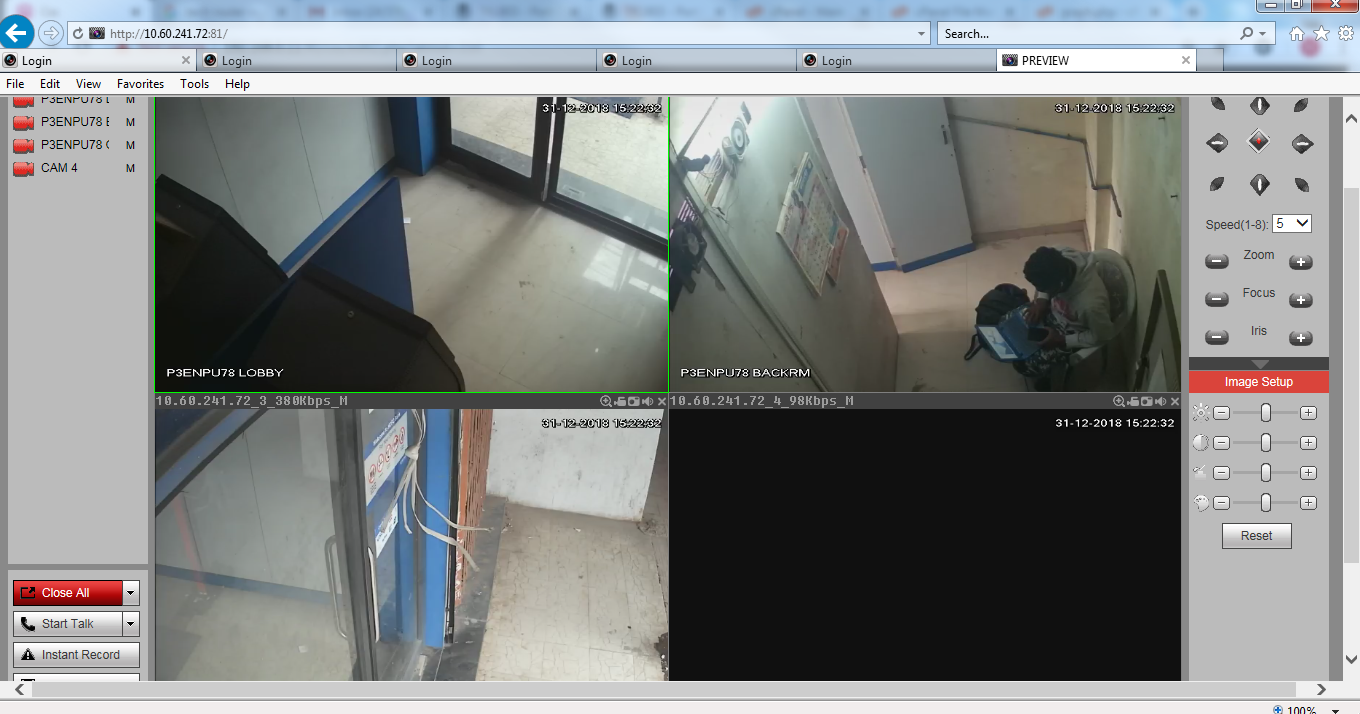 http://10.60.241.72:81/
Search...
Login
Login
Login
Login
Login
PREVIEW
File Edit View Favorites Tools Help
P3ENPU78 M
P3ENPU78 M
P3ENPU78 M
CAM 4 M
31-12-2018 15:22:32
P3ENPU78 LOBBY
31-12-2018 15:22:32
P3ENPU78 BACKRM
10.60.241.72_3_380Kbps_M
10.60.241.72_4_98Kbps_M
31-12-2018 15:22:32
31-12-2018 15:22:32
Speed(1-8): 5
Zoom
Focus
Iris
Image Setup
Reset
Close All
Start Talk
Instant Record
100%